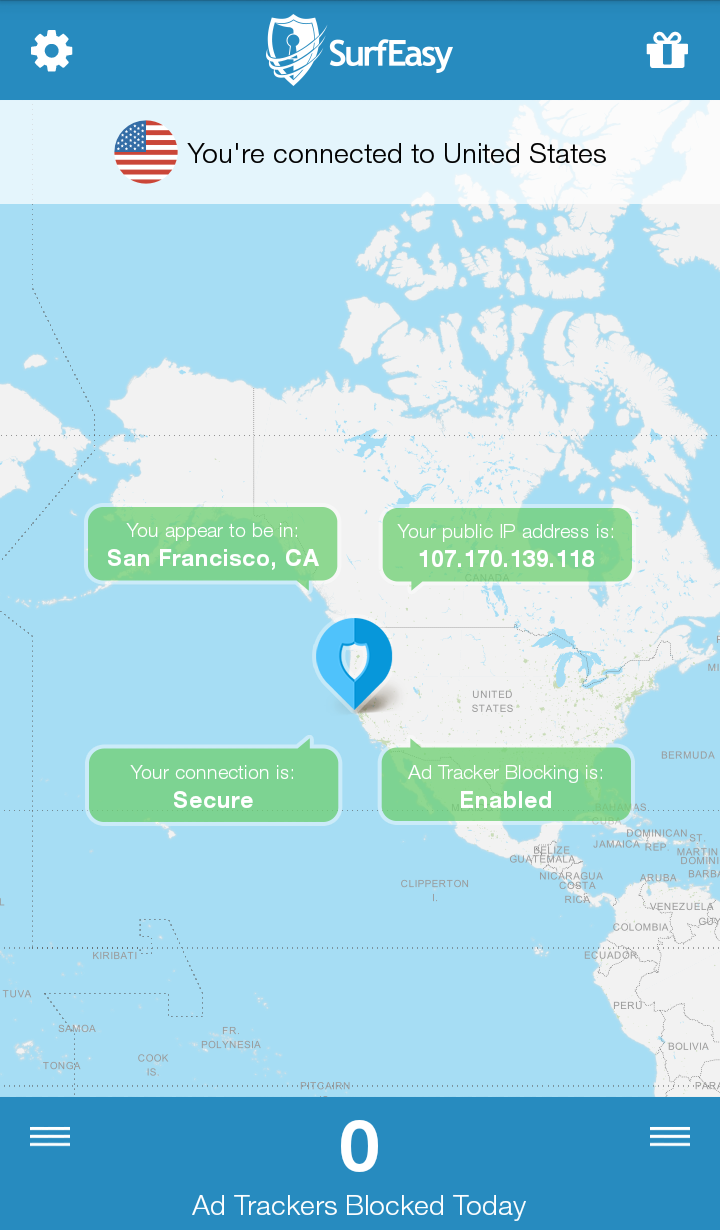 SurfEasy
You're connected to United States
You appear to be in:
San Francisco, CA
Your public IP address is:
107.170.139.118
CANADA
UNITED
STATES
Your connection is:
Secure
Ad Tracker Blocking is:
Enabled
BERMUDA
BAHAMAS
CUBA
DOMINICAN
REP.
JAMAICA
ST.
MARTIN
DOMINI
BARBA
BELIZE
GUATEMALA
NICARAGUA
COSTA
RICA
ARUBA
CLIPPERTON
I.
VENEZUELA
GUY
COLOMBIA
ECUADOR
KIRIBATI
TUVA
PERU
SAMOA
FR.
POLYNESIA
COOK
IS
TONGA
BOLIVIA
PITCAIRN
PARA
0
Ad Trackers Blocked Today